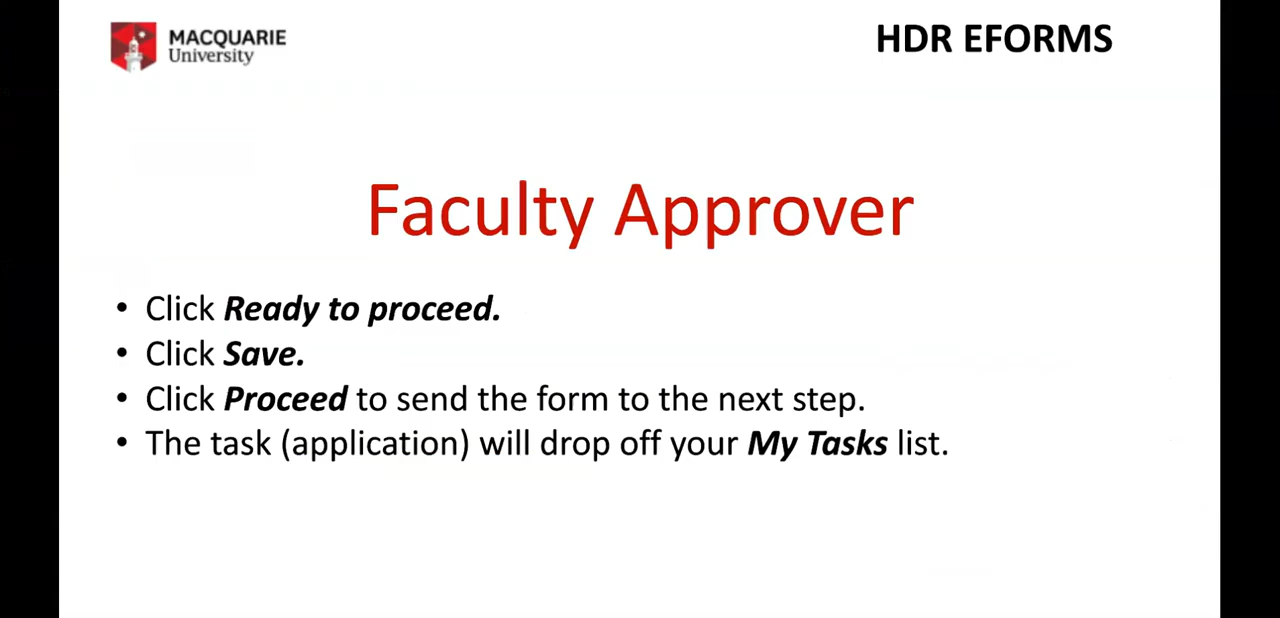 MACQUARIE
University
HDR EFORMS
Faculty Approver
• Click Ready to proceed.
• Click Save.
• Click Proceed to send the form to the next step.
• The task (application) will drop off your My Tasks list.